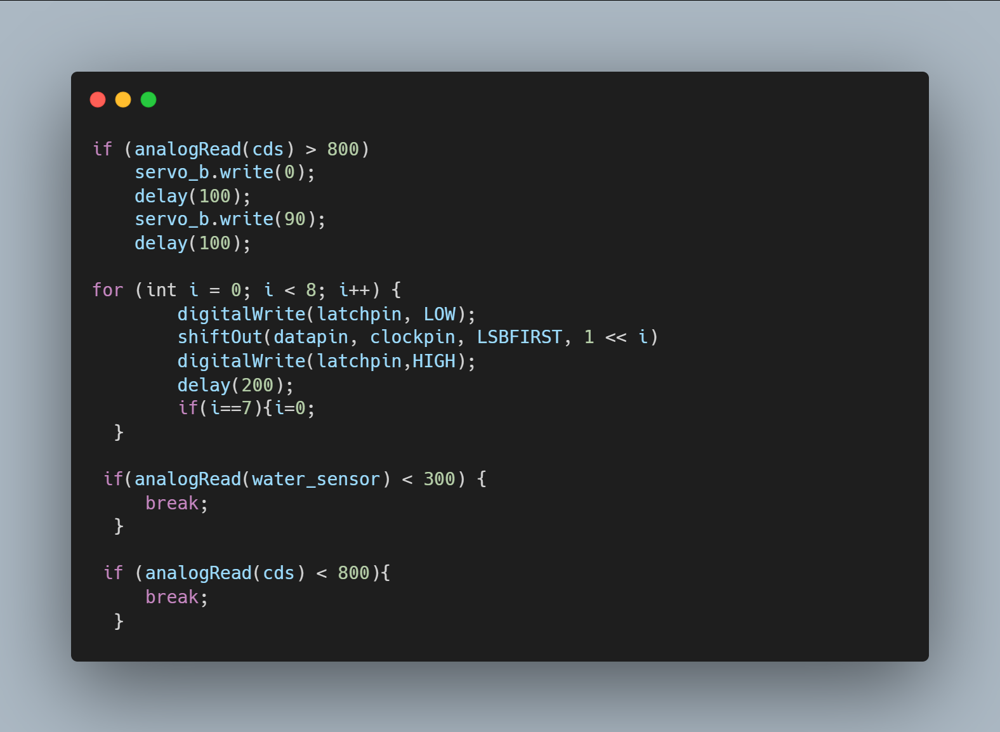 if (analogRead(cds) > 800)
    servo_b.write(0);
    delay(100);
    servo_b.write(90);
    delay(100);

for (int i = 0; i < 8; i++) {
        digitalWrite(latchpin, LOW);
        shiftOut(datapin, clockpin, LSBFIRST, 1 << i)
        digitalWrite(latchpin,HIGH);
        delay(200);
        if(i==7){i=0;
  }

 if(analogRead(water_sensor) < 300) {
     break;
  }

 if (analogRead(cds) < 800){
     break;
  }